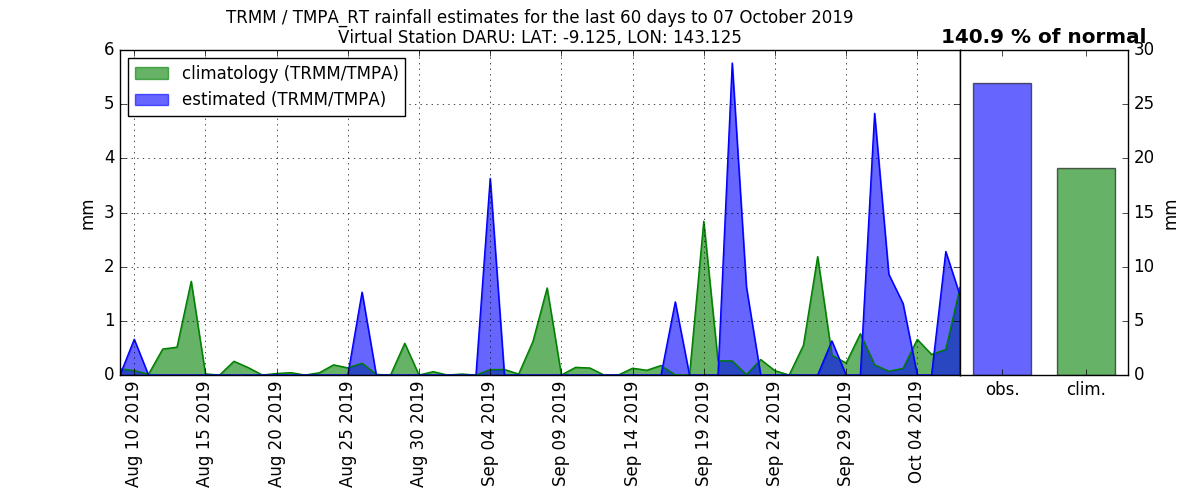 TRMM / TMPA_RT rainfall estimates for the last 60 days to 07 October 2019
Virtual Station DARU: LAT: -9.125, LON: 143.125
140.9 % of normal
climatology (TRMM/TMPA)
estimated (TRMM/TMPA)
6
5
4
3
2
1
0
mm
30
25
20
15
10
5
0
mm
Aug 10 2019
Aug 15 2019
Aug 20 2019
Aug 25 2019
Aug 30 2019
Sep 04 2019
Sep 09 2019
Sep 14 2019
Sep 19 2019
Sep 24 2019
Sep 29 2019
Oct 04 2019
obs.
clim.